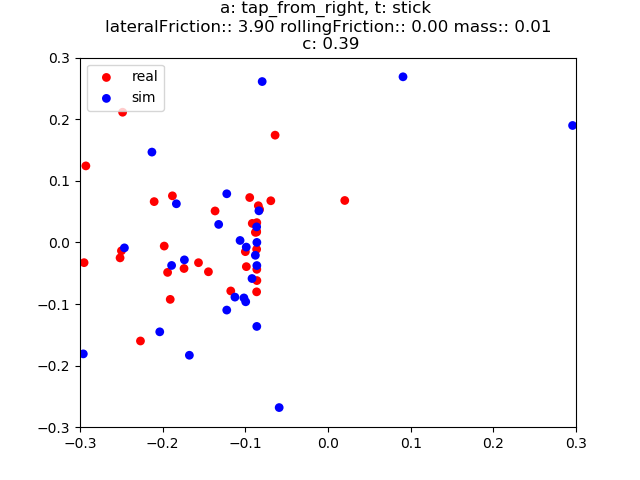 a: tap_from_right, t: stick
lateralFriction:: 3.90 rollingFriction:: 0.00 mass:: 0.01
c: 0.39
real
sim
0.3
0.2
0.1
0.0
−0.1
−0.2
−0.3
−0.3 −0.2 −0.1 0.0 0.1 0.2 0.3